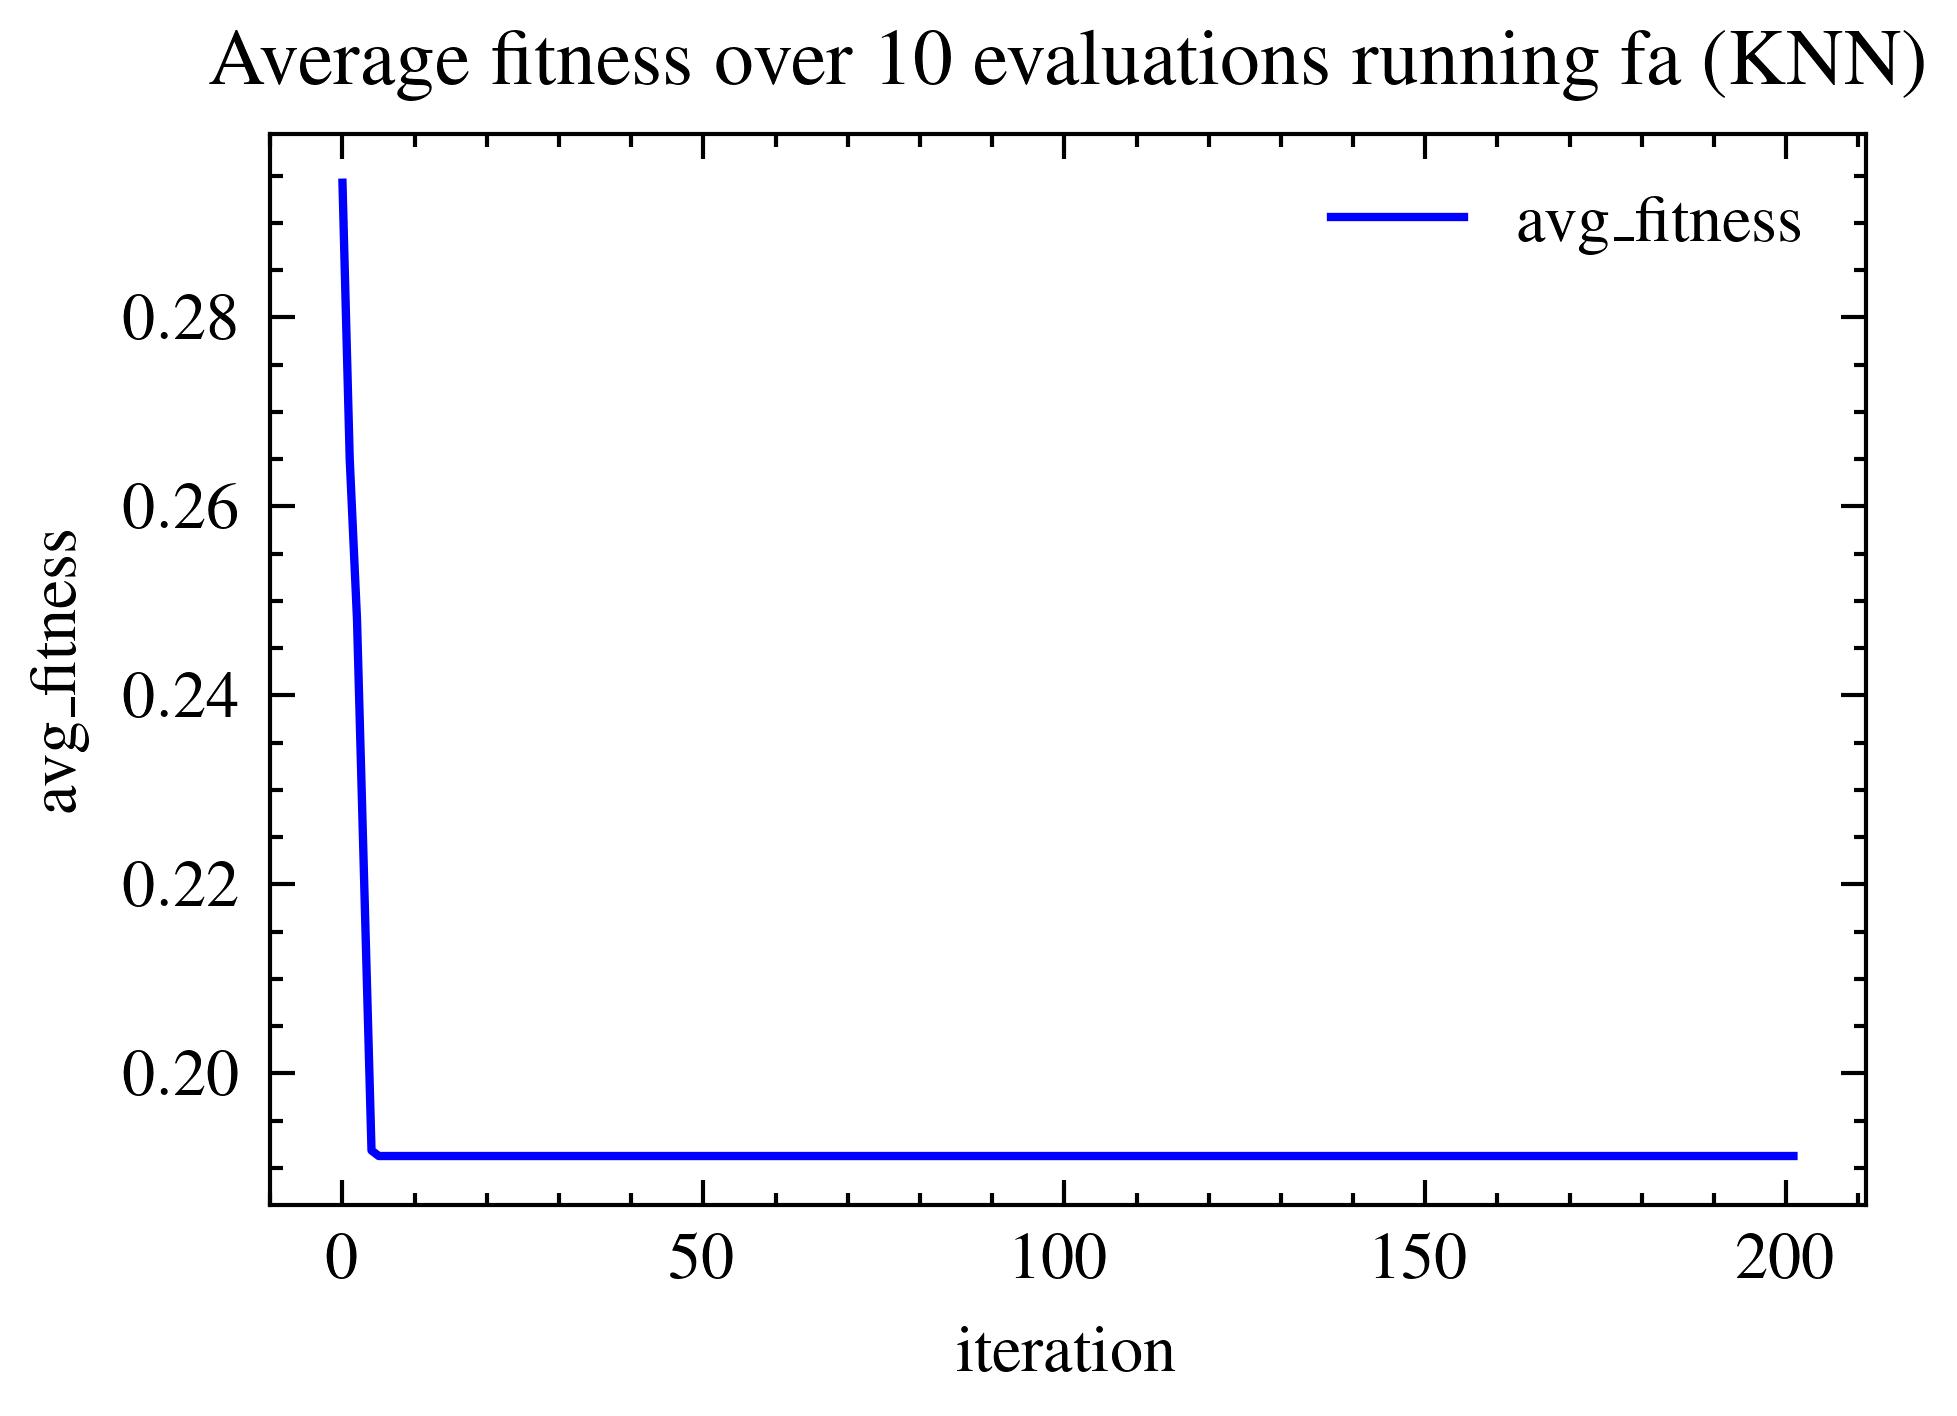 Average fitness over 10 evaluations running fa (KNN)
avg_fitness
0.28
0.26
0.24
0.22
0.20
avg_fitness
0 50 100 150 200
iteration